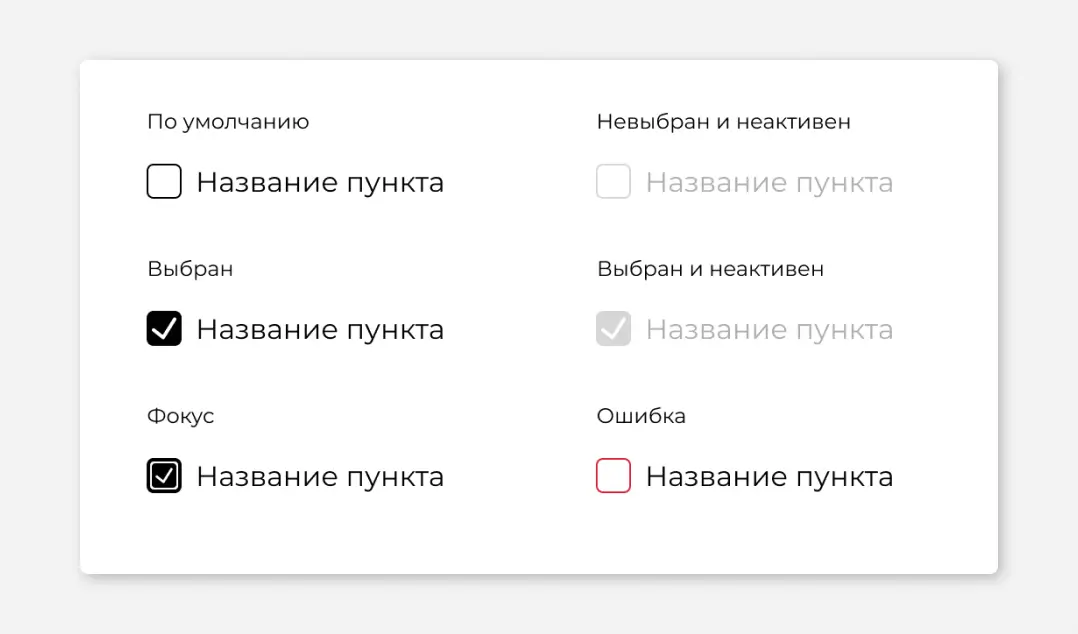 По умолчанию
Название пункта
Невыбран и неактивен
Название пункта
Выбран
Название пункта
Выбран и неактивен
Название пункта
Фокус
Название пункта
Ошибка
Название пункта